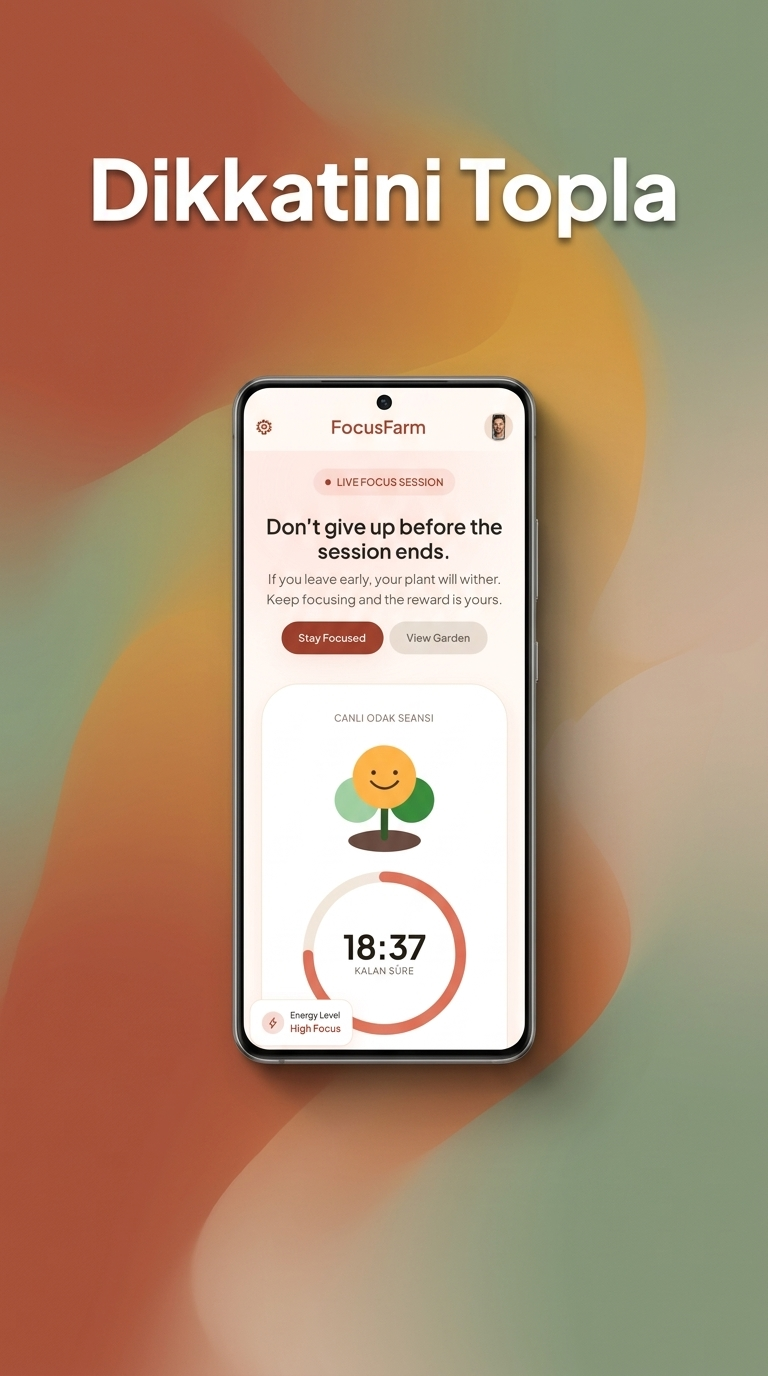 Dikkatini Topla
FocusFarm
LIVE FOCUS SESSION
Don't give up before the
session ends.
If you leave early, your plant will wither.
Keep focusing and the reward is yours.
Stay Focused
View Garden
CANLI ODAK SEANSI
18:37
KALAN SÜRE
Energy Level
High Focus